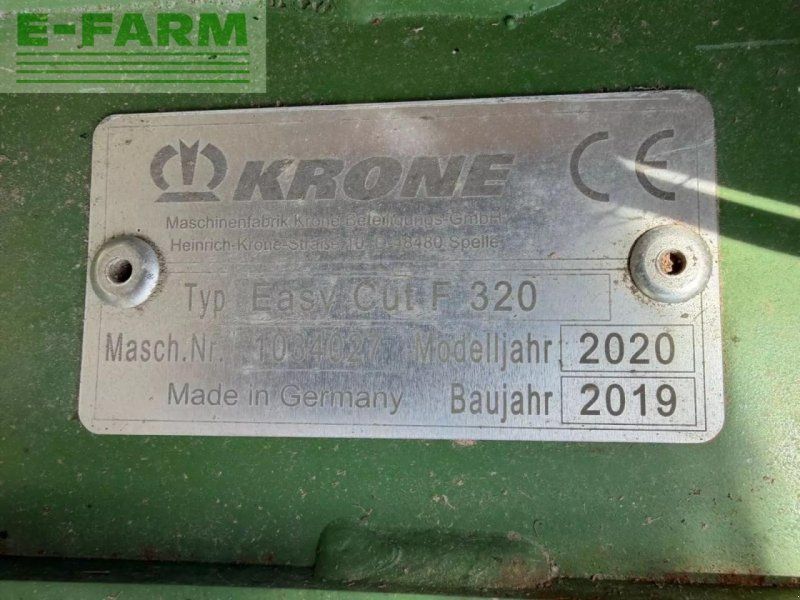 E-FARM
KRONE CE
Maschinenfabrik Krone Beteiligungs-GmbH
Heinrich-Krone-Straße 10, D-48480 Spelle
Typ Easy Cut F 320
Masch.Nr. 1034027 Modelljahr 2020
Made in Germany Baujahr 2019